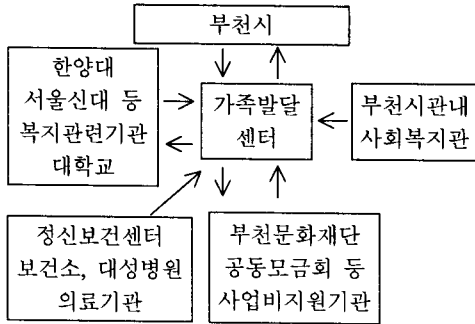 부천시
한양대
서울신대 등
복지관련기관
대학교
가족발달
센터
부천시관내
사회복지관
정신보건센터
보건소, 대성병원
의료기관
부천문화재단
공동모금회 등
사업비지원기관